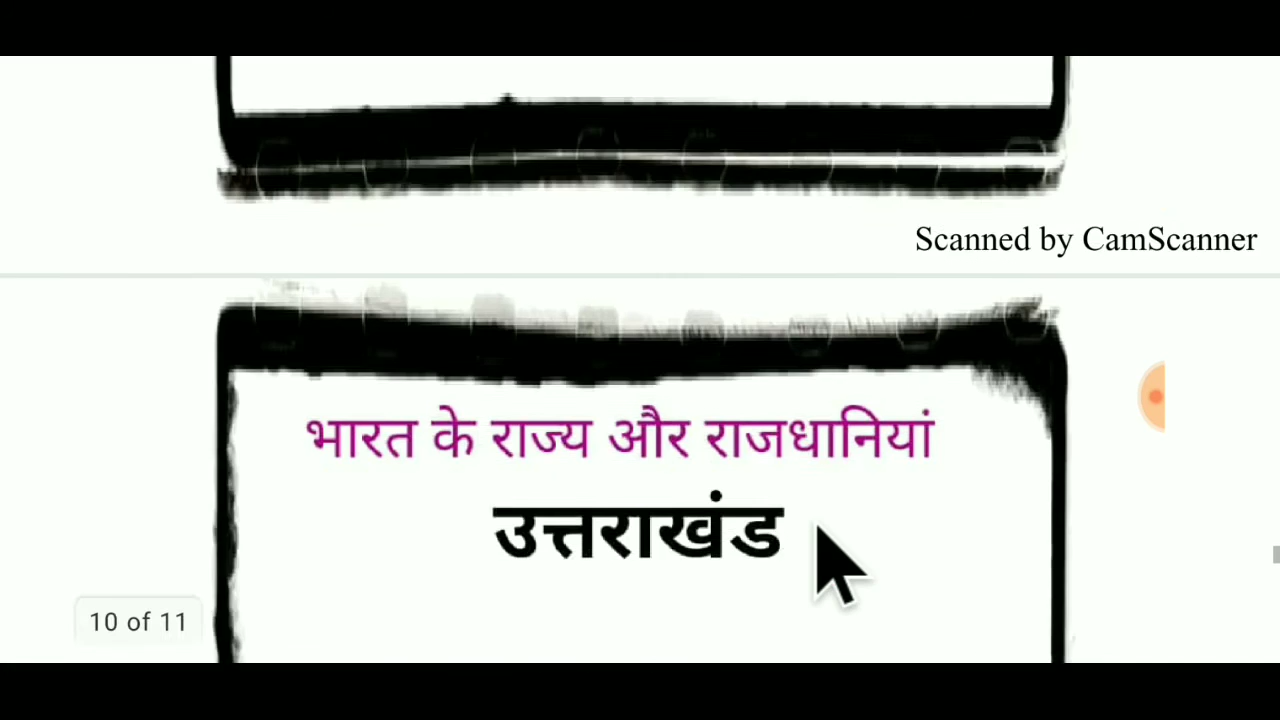 Scanned by CamScanner
भारत के राज्य और राजधानियां
उत्तराखंड
10 of 11